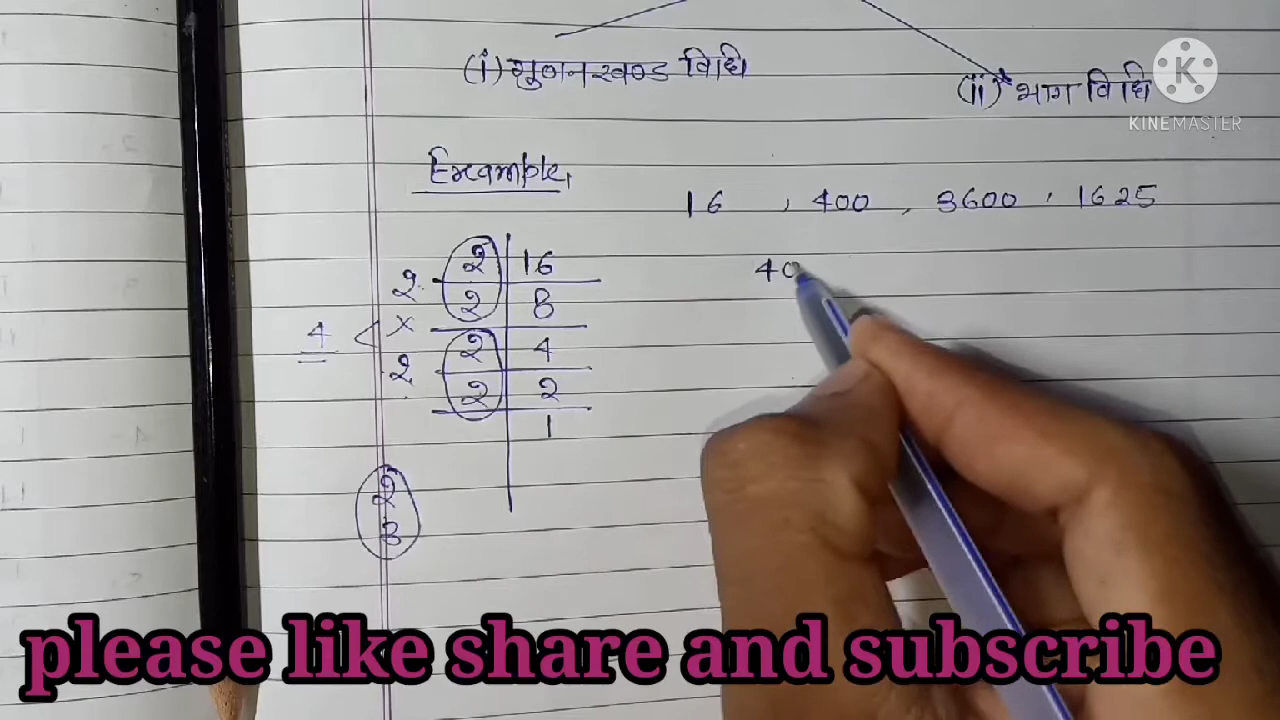 (i) गुणनखण्ड विधि
(ii) भाग विधि
KINEMASTER
Example,
16 , 400 , 3600 , 1625
2 16
2 8
2 4
2 2
1
2
×
2
4
40
2
3
please like share and subscribe